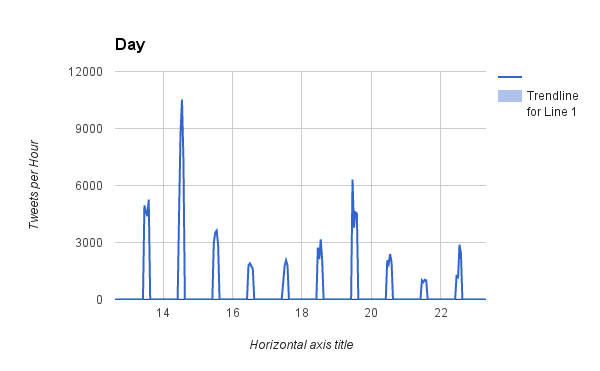 Day
12000
9000
6000
3000
0
Tweets per Hour
14 16 18 20 22
Horizontal axis title
Trendline
for Line 1